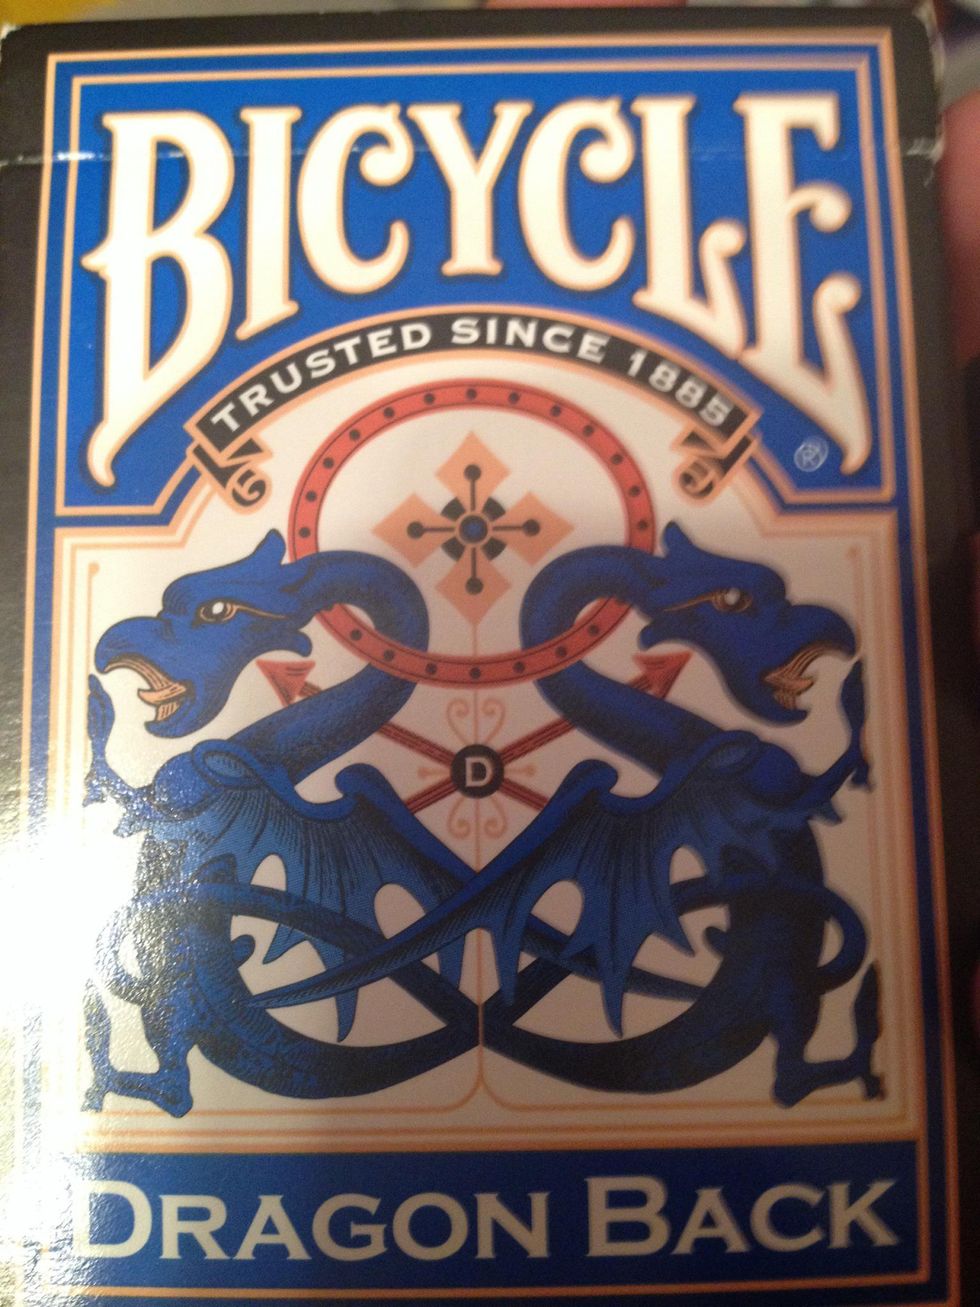 BICYCLE
®
TRUSTED SINCE 1885
D
DRAGON BACK